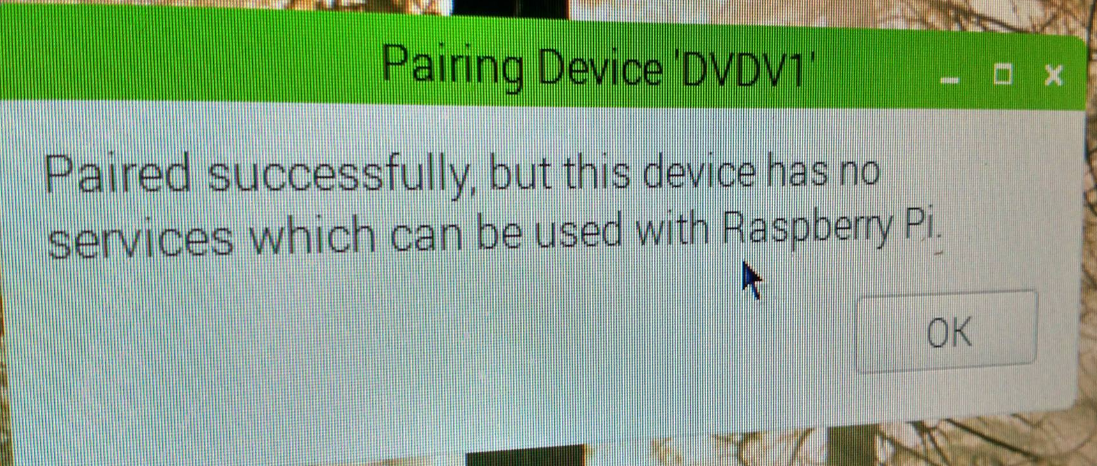 Pairing Device 'DVDV1'
Paired successfully, but this device has no
services which can be used with Raspberry Pi.
OK